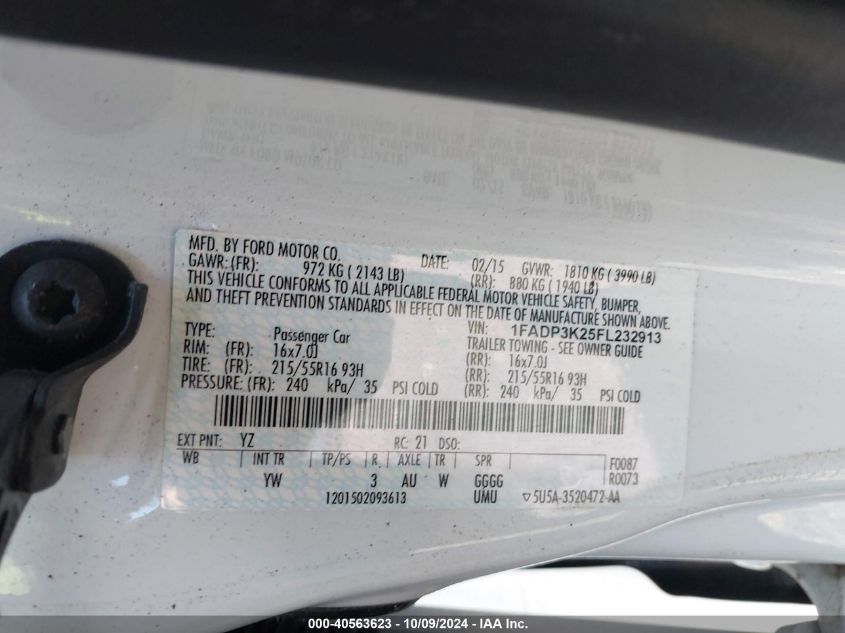 MFD. BY FORD MOTOR CO. DATE: 02/15 GVWR: 1810 KG ( 3990 LB)
GAWR: (FR): 972 KG ( 2143 LB) (RR): 880 KG ( 1940 LB)
THIS VEHICLE CONFORMS TO ALL APPLICABLE FEDERAL MOTOR VEHICLE SAFETY, BUMPER,
AND THEFT PREVENTION STANDARDS IN EFFECT ON THE DATE OF MANUFACTURE SHOWN ABOVE.
VIN: 1FADP3K25FL232913
TYPE: Passenger Car TRAILER TOWING - SEE OWNER GUIDE
RIM: (FR): 16x7.0J (RR): 16x7.0J
TIRE: (FR): 215/55R16 93H (RR): 215/55R16 93H
PRESSURE: (FR): 240 kPa/ 35 PSI COLD (RR): 240 kPa/ 35 PSI COLD
EXT PNT: YZ RC: 21 DSO:
WB INT TR TP/PS R. AXLE TR SPR F0087
YW 3 AU W GGGG R0073
1201502093613 UMU ▽5U5A-3520472-AA
000-40563623 - 10/09/2024 - IAA Inc.